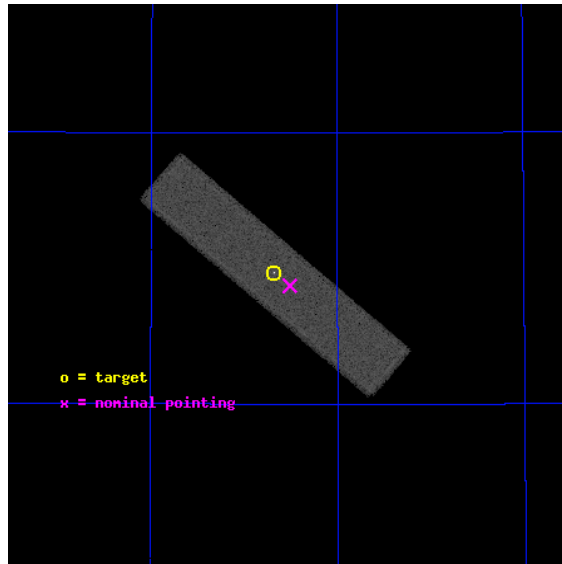 o = target
x = nominal pointing